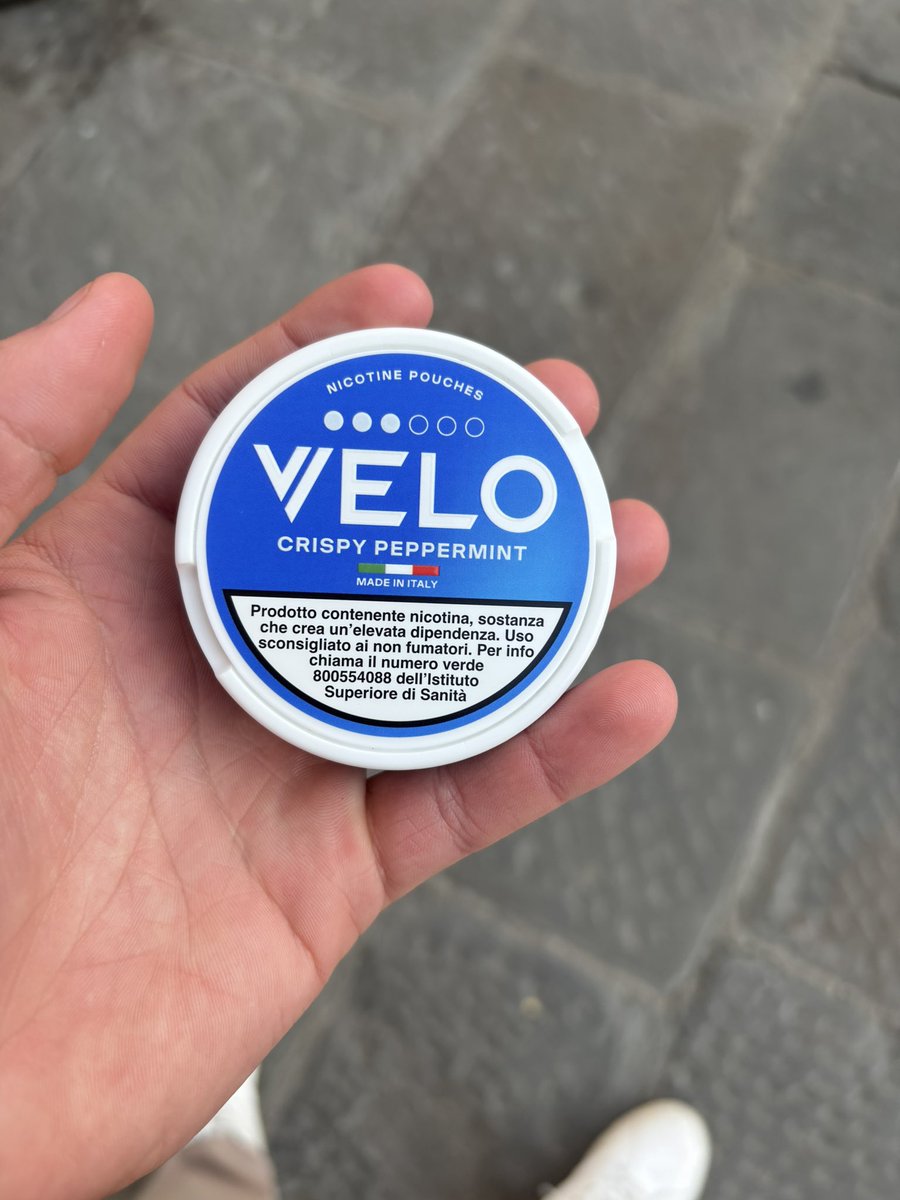 NICOTINE POUCHES
VELO
CRISPY PEPPERMINT
MADE IN ITALY
Prodotto contenente nicotina, sostanza
che crea un'elevata dipendenza. Uso
sconsigliato ai non fumatori. Per info
chiama il numero verde
800554088 dell'Istituto
Superiore di Sanità